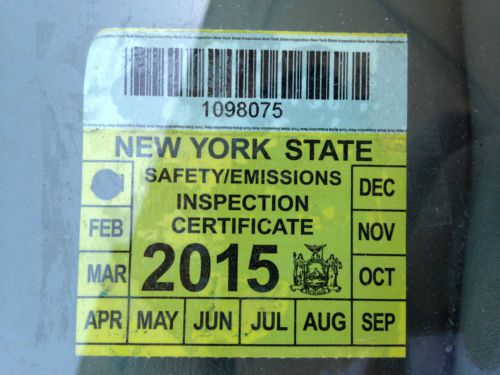 1098075
NEW YORK STATE
SAFETY/EMISSIONS
INSPECTION
CERTIFICATE
2015
DEC
FEB
NOV
MAR
OCT
APR MAY JUN JUL AUG SEP